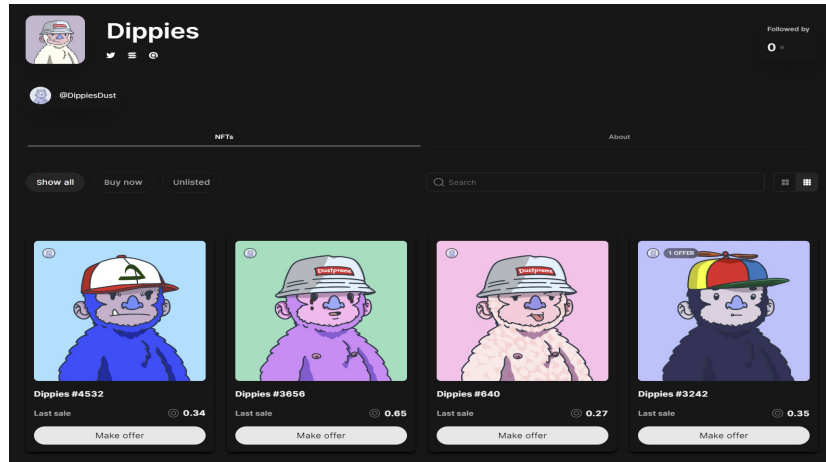 Dippies
Followed by
0
@DippiesDust
NFTs
About
Show all
Buy now
Unlisted
Search
Dustpreme
Dustpreme
1 OFFER
Dippies #4532
Dippies #3656
Dippies #640
Dippies #3242
Last sale 0.34
Last sale 0.65
Last sale 0.27
Last sale 0.35
Make offer
Make offer
Make offer
Make offer